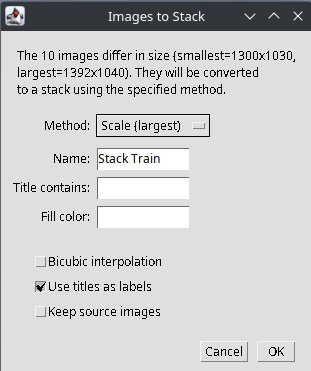 Images to Stack
The 10 images differ in size (smallest=1300x1030,
largest=1392x1040). They will be converted
to a stack using the specified method.
Method: Scale (largest)
Name: Stack Train
Title contains:
Fill color:
Bicubic interpolation
Use titles as labels
Keep source images
Cancel OK